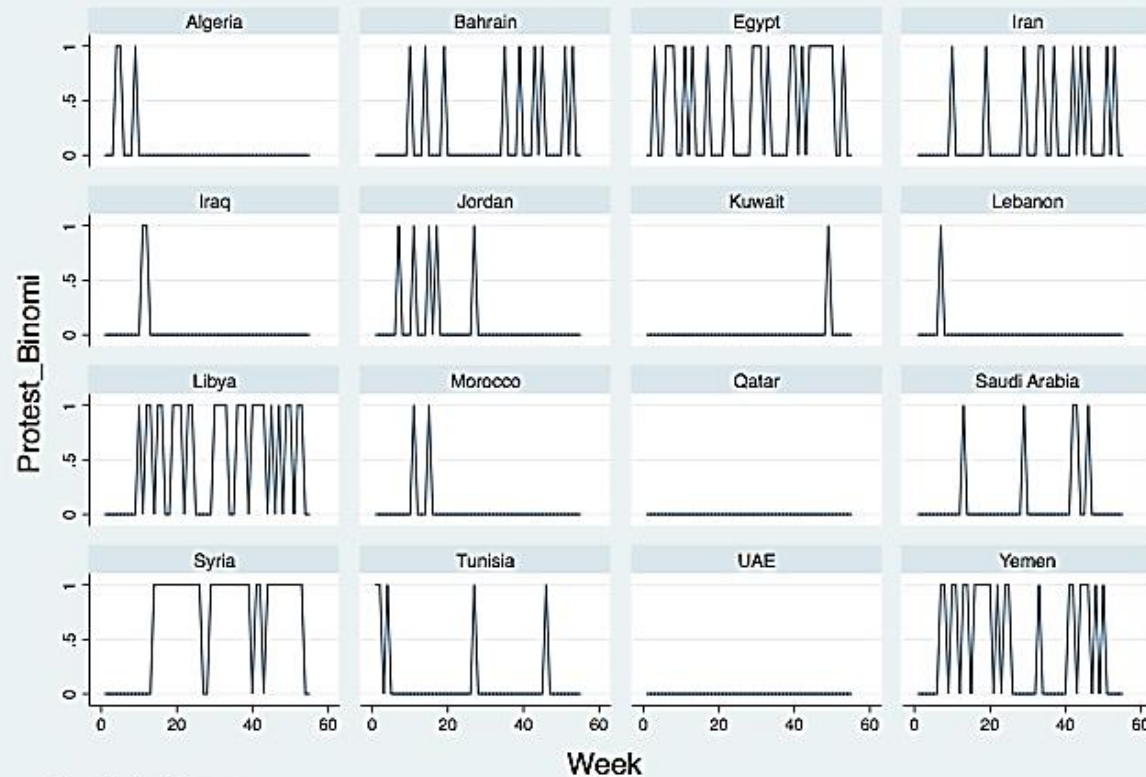 Algeria Bahrain Egypt Iran
1
.5
0
Iraq Jordan Kuwait Lebanon
1
.5
0
Protest_Binomi
Libya Morocco Qatar Saudi Arabia
1
.5
0
Syria Tunisia UAE Yemen
1
.5
0
0 20 40 60 0 20 40 60 0 20 40 60 0 20 40 60
Week